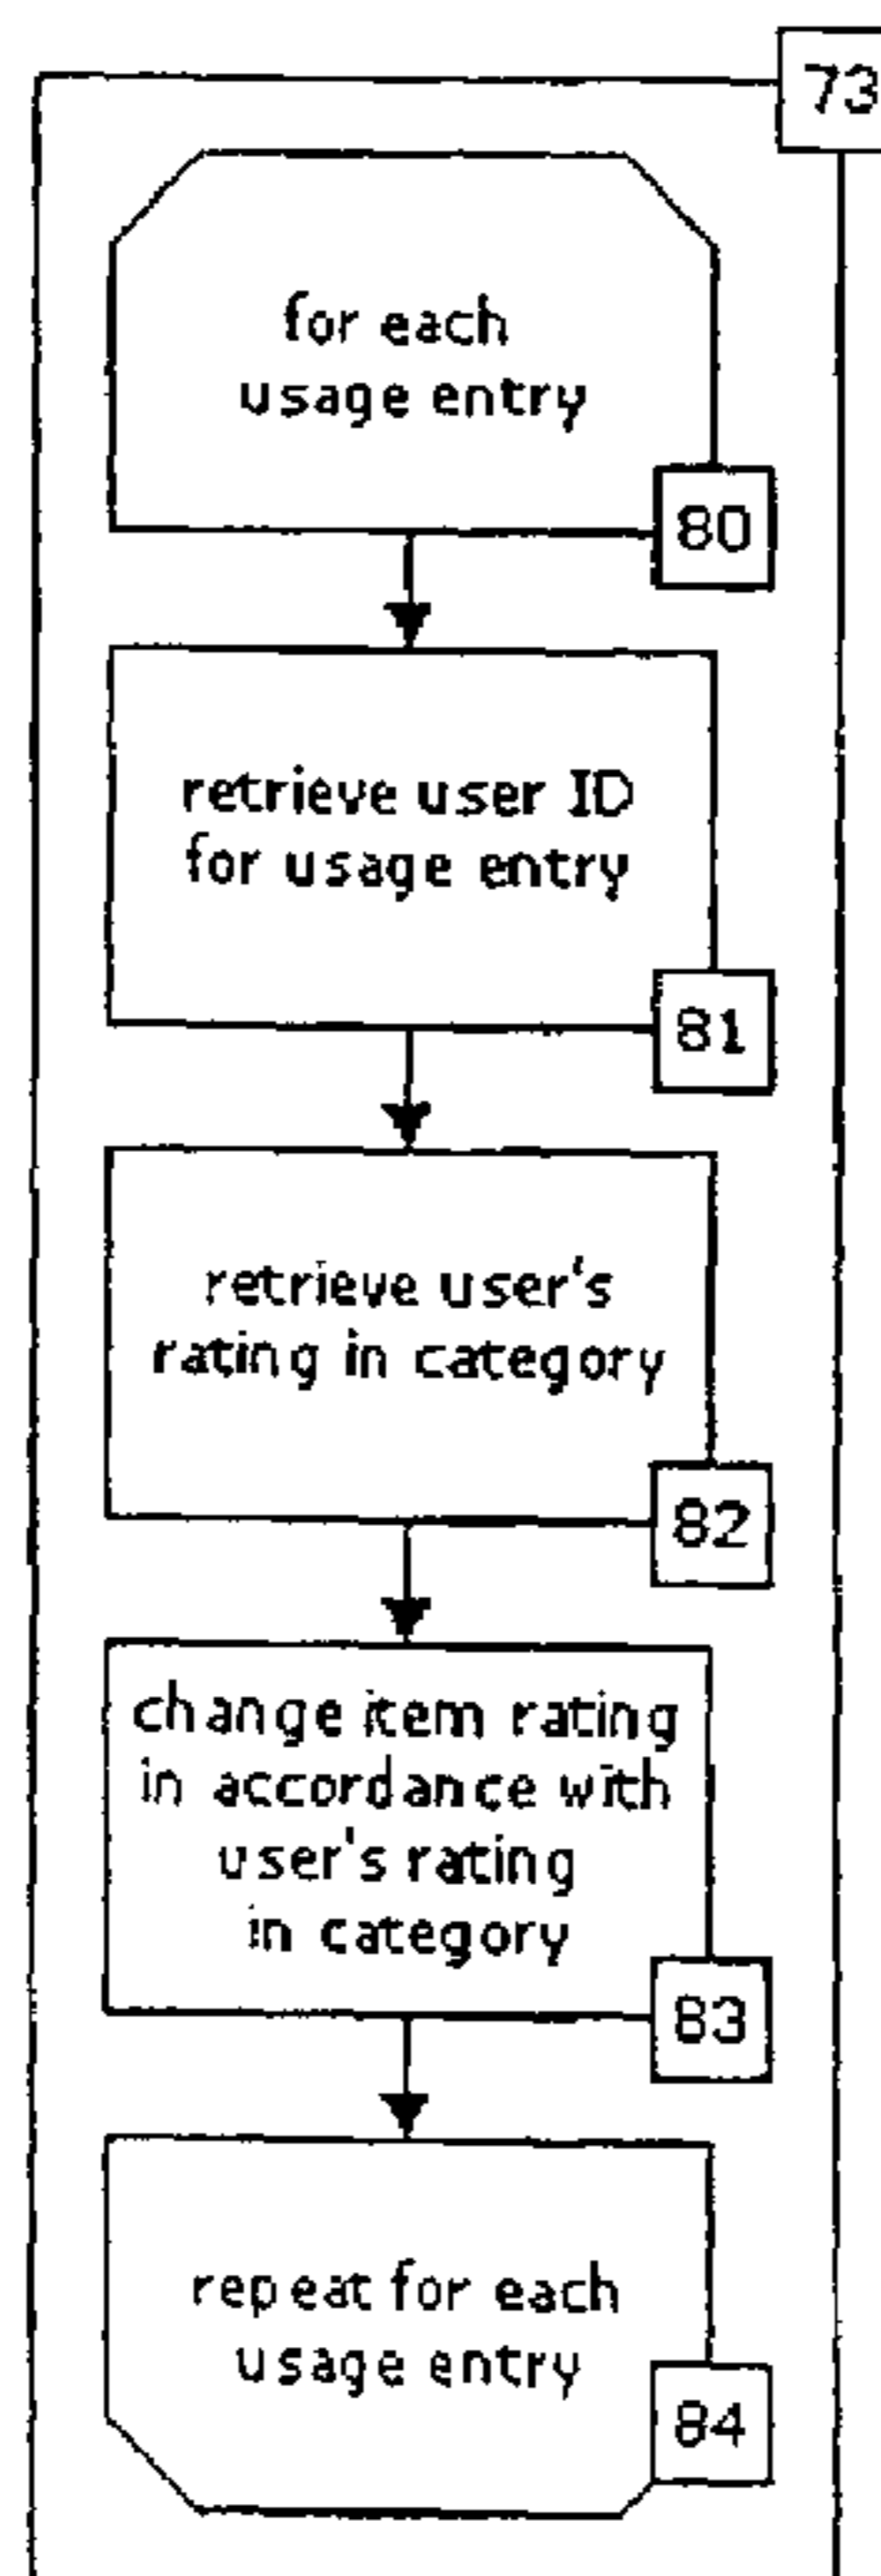 73
for each
usage entry
80
retrieve user ID
for usage entry
81
retrieve user's
rating in category
82
change item rating
in accordance with
user's rating
in category
83
repeat for each
usage entry
84